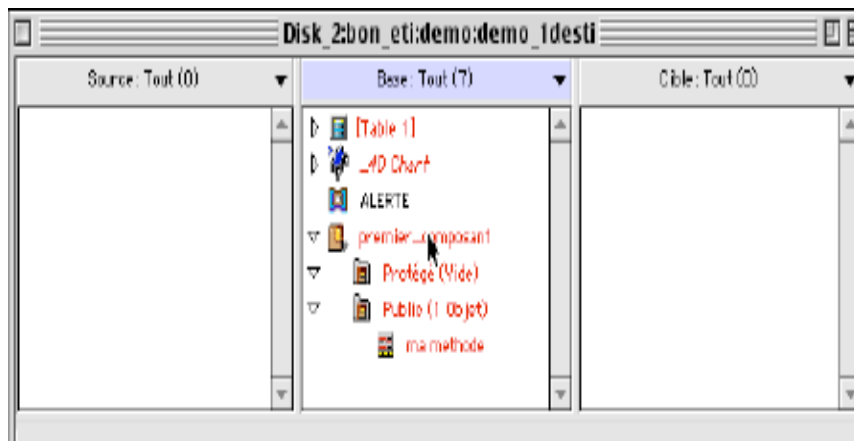 Disk_2:bon_eti:demo:demo_1desti
Source: Tout (0)
Base: Tout (7)
Cible: Tout (0)
[Table 1]
_4D Chart
ALERTE
premier_composant
Protégé (Vide)
Public (1 Objet)
ma methode